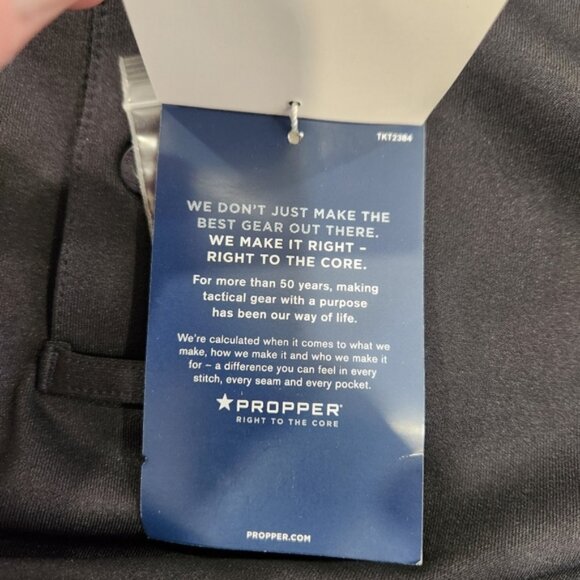 TKT2364
WE DON'T JUST MAKE THE
BEST GEAR OUT THERE.
WE MAKE IT RIGHT –
RIGHT TO THE CORE.
For more than 50 years, making
tactical gear with a purpose
has been our way of life.
We're calculated when it comes to what we
make, how we make it and who we make it
for – a difference you can feel in every
stitch, every seam and every pocket.
PROPPER®
RIGHT TO THE CORE
PROPPER.COM